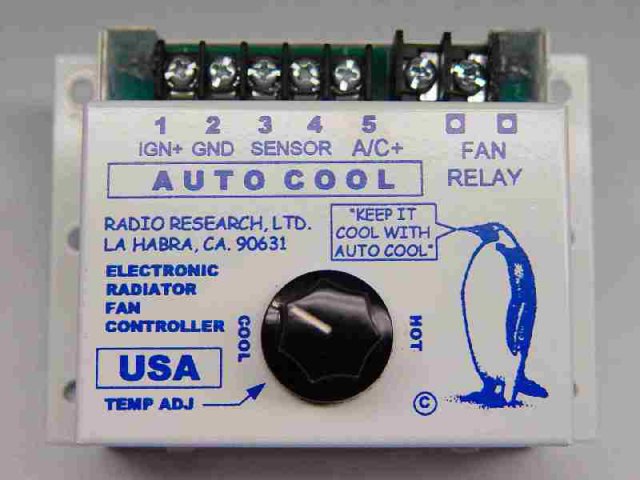 1 2 3 4 5
IGN+ GND SENSOR A/C+
FAN
RELAY
AUTO COOL
RADIO RESEARCH, LTD.
LA HABRA, CA. 90631
"KEEP IT
COOL WITH
AUTO COOL"
ELECTRONIC
RADIATOR
FAN
CONTROLLER
COOL
HOT
USA
TEMP ADJ
©